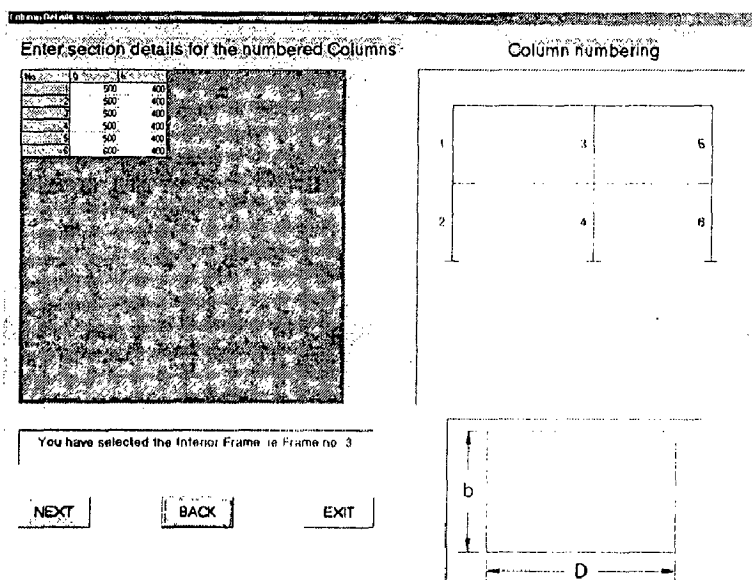 Column Details
Enter section details for the numbered Columns
Column numbering
No. D b
1 500 400
2 500 400
3 500 400
4 500 400
5 500 400
6 600 400
1 3 5
2 4 6
You have selected the Interior Frame ie Frame no 3
NEXT BACK EXIT
b
D